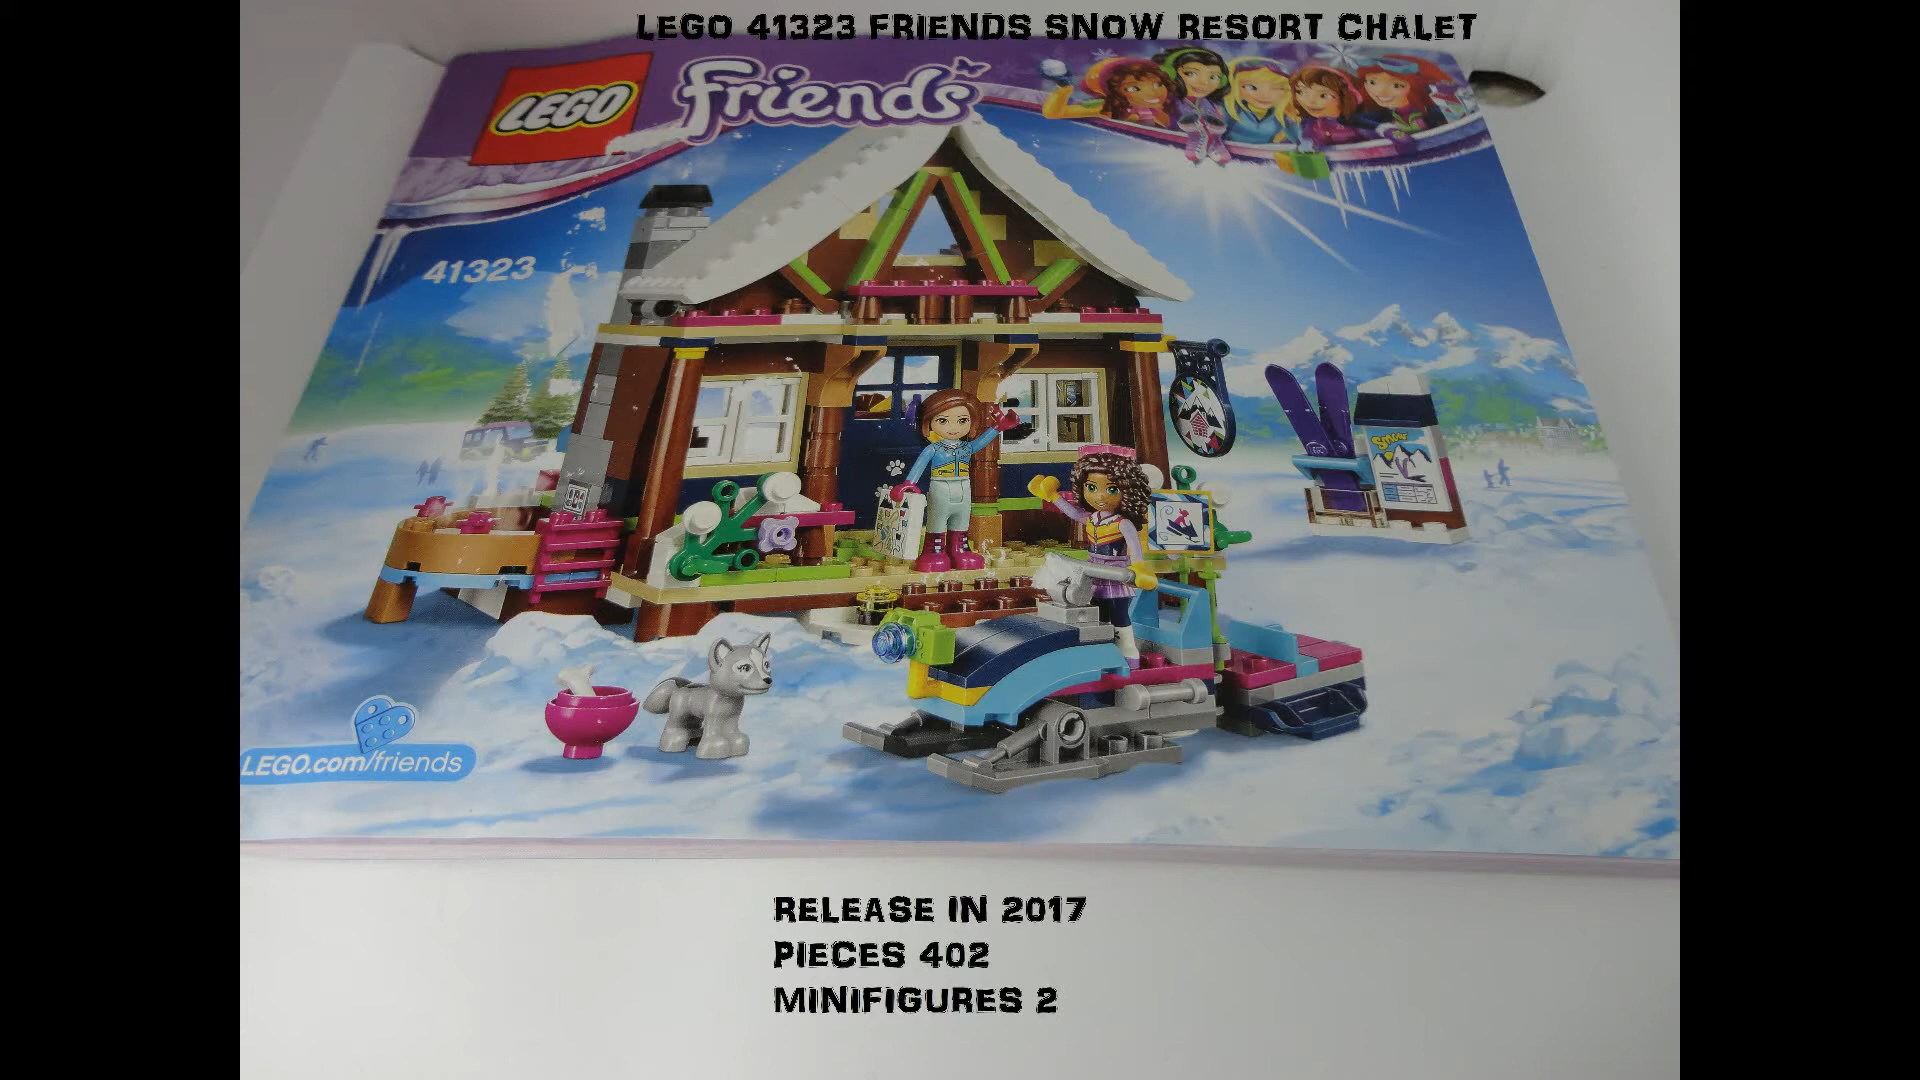 LEGO 41323 FRIENDS SNOW RESORT CHALET
LEGO
friends
41323
LEGO.com/friends
RELEASE IN 2017
PIECES 402
MINIFIGURES 2